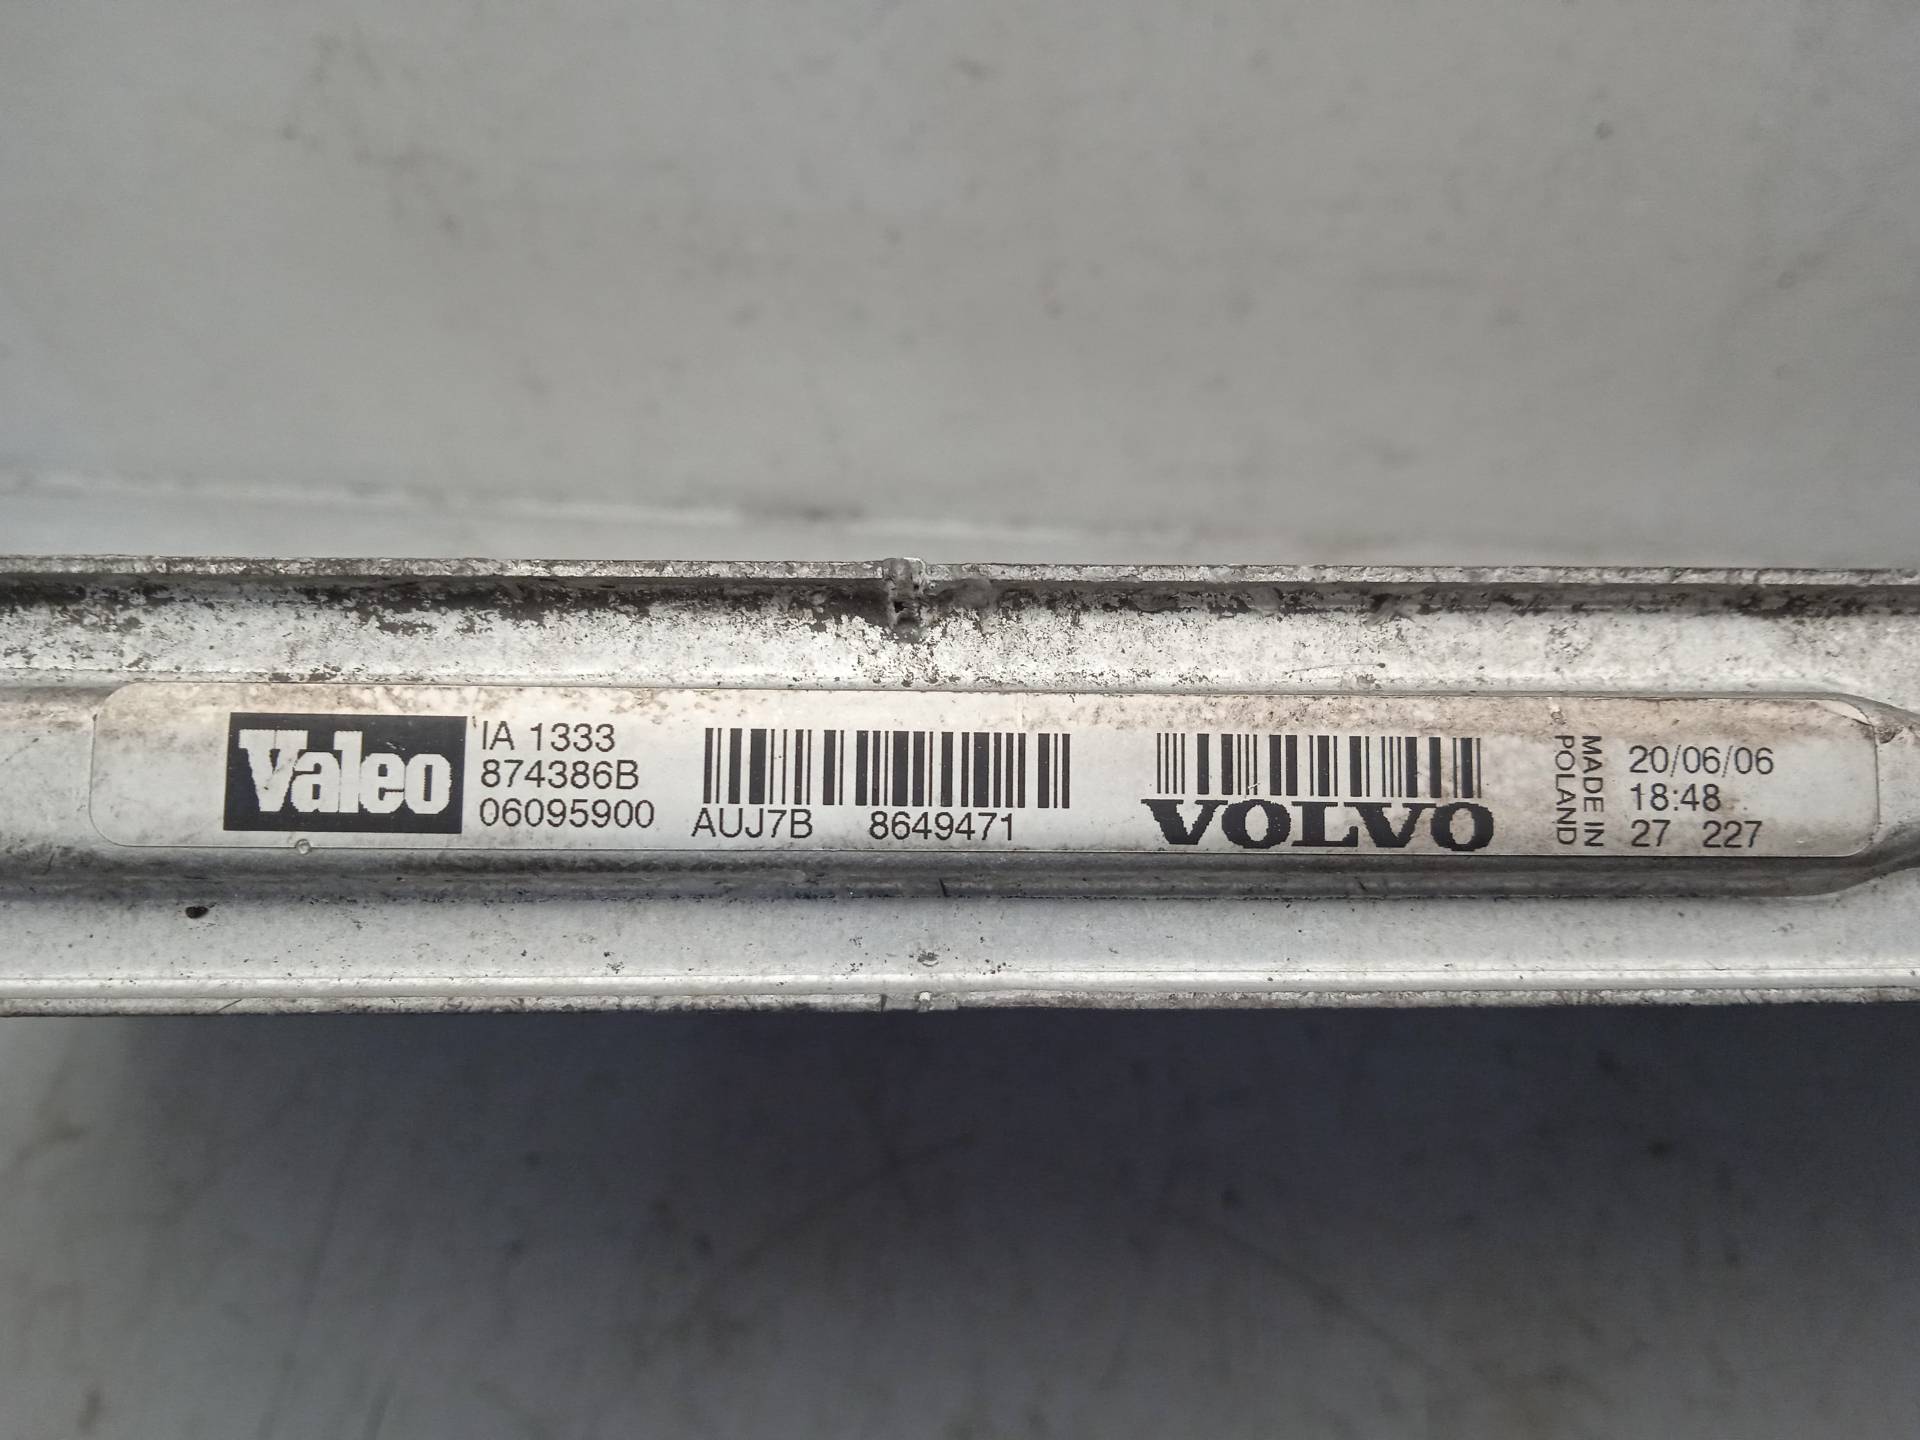 Valeo
IA 1333
874386B
06095900
AUJ7B 8649471
VOLVO
MADE IN
POLAND
20/06/06
18:48
27 227